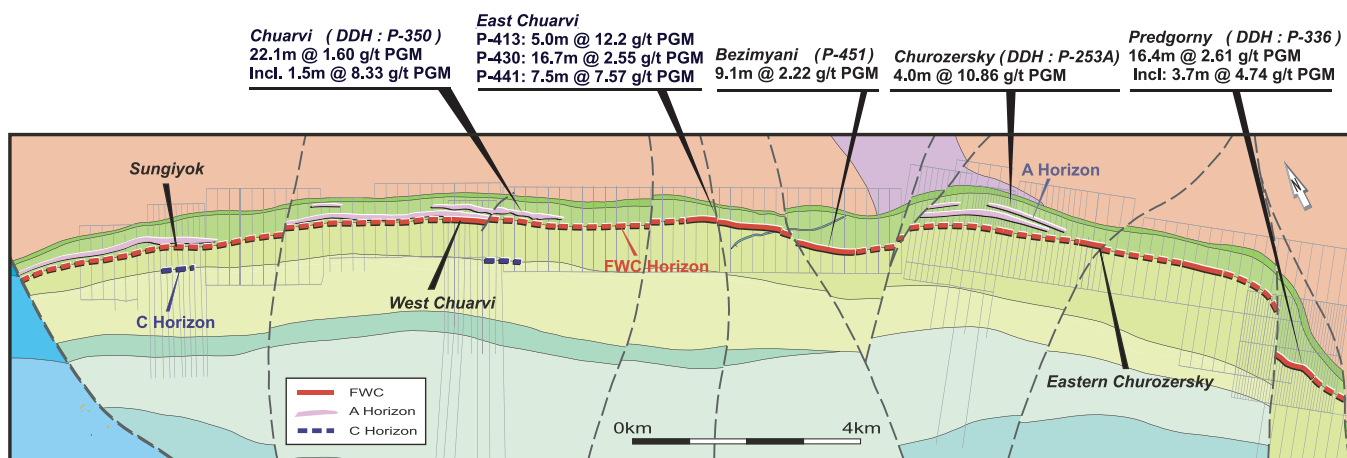 Chuarvi ( DDH : P-350 )
22.1m @ 1.60 g/t PGM
Incl. 1.5m @ 8.33 g/t PGM
East Chuarvi
P-413: 5.0m @ 12.2 g/t PGM
P-430: 16.7m @ 2.55 g/t PGM
P-441: 7.5m @ 7.57 g/t PGM
Bezimyani (P-451)
9.1m @ 2.22 g/t PGM
Churozersky (DDH : P-253A)
4.0m @ 10.86 g/t PGM
Predgorny (DDH : P-336)
16.4m @ 2.61 g/t PGM
Incl: 3.7m @ 4.74 g/t PGM
Sungiyok
A Horizon
N
FWC Horizon
West Chuarvi
C Horizon
Eastern Churozersky
FWC
A Horizon
C Horizon
0km 4km